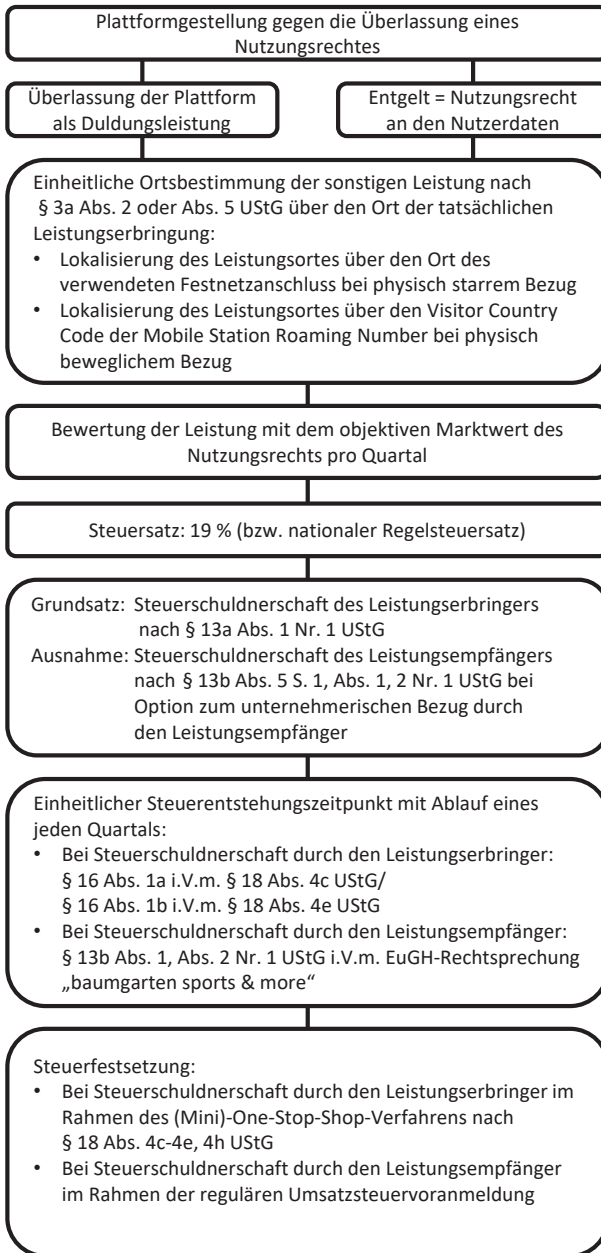 Plattformgestellung gegen die Überlassung eines
Nutzungsrechtes
Überlassung der Plattform
als Duldungsleistung
Entgelt = Nutzungsrecht
an den Nutzerdaten
Einheitliche Ortsbestimmung der sonstigen Leistung nach
§ 3a Abs. 2 oder Abs. 5 UStG über den Ort der tatsächlichen
Leistungserbringung:
• Lokalisierung des Leistungsortes über den Ort des
verwendeten Festnetzanschluss bei physisch starrem Bezug
• Lokalisierung des Leistungsortes über den Visitor Country
Code der Mobile Station Roaming Number bei physisch
beweglichem Bezug
Bewertung der Leistung mit dem objektiven Marktwert des
Nutzungsrechts pro Quartal
Steuersatz: 19 % (bzw. nationaler Regelsteuersatz)
Grundsatz: Steuerschuldnerschaft des Leistungserbringers
nach § 13a Abs. 1 Nr. 1 UStG
Ausnahme: Steuerschuldnerschaft des Leistungsempfängers
nach § 13b Abs. 5 S. 1, Abs. 1, 2 Nr. 1 UStG bei
Option zum unternehmerischen Bezug durch
den Leistungsempfänger
Einheitlicher Steuerentstehungszeitpunkt mit Ablauf eines
jeden Quartals:
• Bei Steuerschuldnerschaft durch den Leistungserbringer:
§ 16 Abs. 1a i.V.m. § 18 Abs. 4c UStG/
§ 16 Abs. 1b i.V.m. § 18 Abs. 4e UStG
• Bei Steuerschuldnerschaft durch den Leistungsempfänger:
§ 13b Abs. 1, Abs. 2 Nr. 1 UStG i.V.m. EuGH-Rechtsprechung
„baumgarten sports & more“
Steuerfestsetzung:
• Bei Steuerschuldnerschaft durch den Leistungserbringer im
Rahmen des (Mini)-One-Stop-Shop-Verfahrens nach
§ 18 Abs. 4c-4e, 4h UStG
• Bei Steuerschuldnerschaft durch den Leistungsempfänger
im Rahmen der regulären Umsatzsteuervoranmeldung